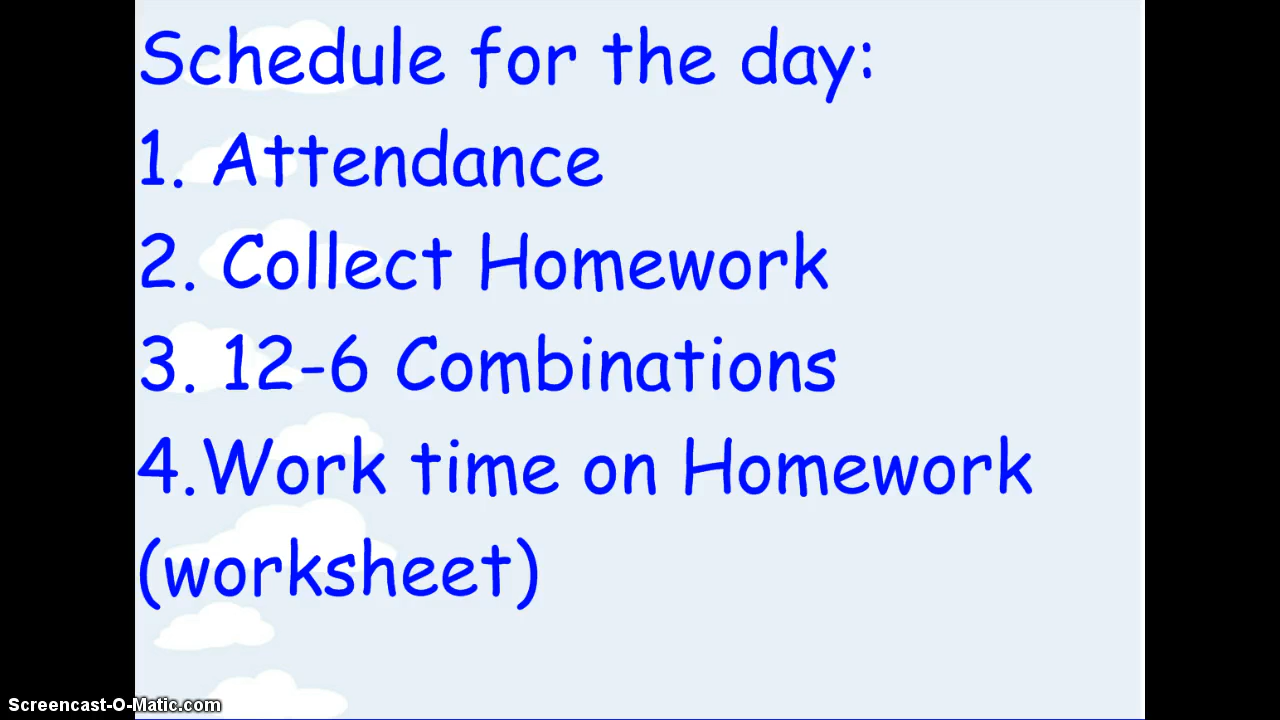 Schedule for the day:
1. Attendance
2. Collect Homework
3. 12-6 Combinations
4.Work time on Homework
(worksheet)
Screencast-O-Matic.com